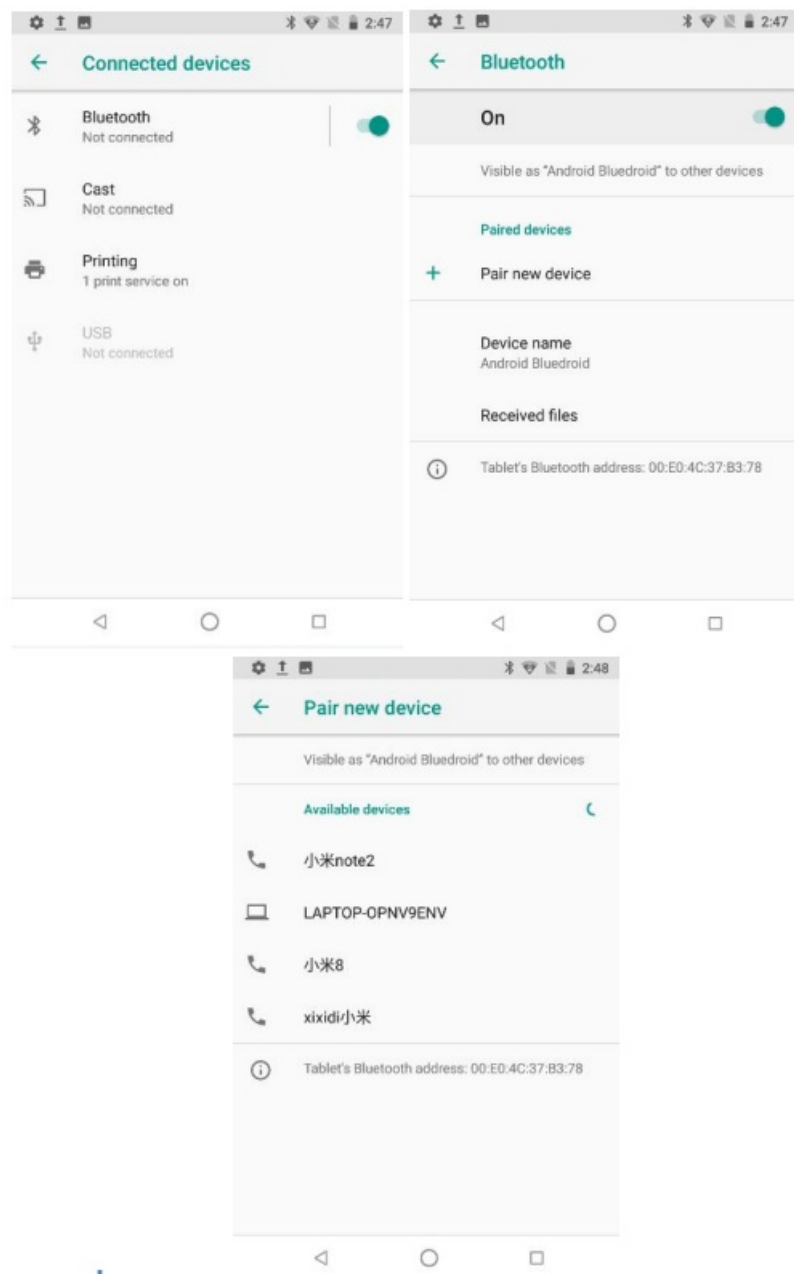 2:47
Connected devices
Bluetooth
Not connected
Cast
Not connected
Printing
1 print service on
USB
Not connected
2:47
Bluetooth
On
Visible as "Android Bluedroid" to other devices
Paired devices
Pair new device
Device name
Android Bluedroid
Received files
Tablet's Bluetooth address: 00:E0:4C:37:B3:78
2:48
Pair new device
Visible as "Android Bluedroid" to other devices
Available devices
小米note2
LAPTOP-OPNV9ENV
小米8
xixidi小米
Tablet's Bluetooth address: 00:E0:4C:37:B3:78